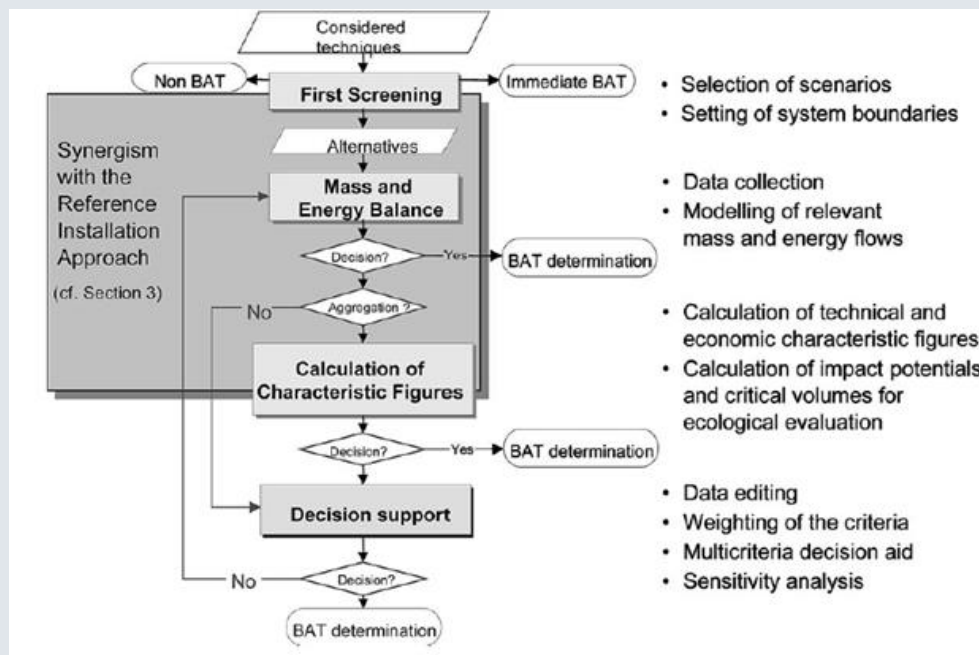 Considered
techniques
Non BAT
First Screening
Immediate BAT
• Selection of scenarios
• Setting of system boundaries
Synergism
with the
Reference
Installation
Approach
(cf. Section 3)
Alternatives
Mass and
Energy Balance
• Data collection
• Modelling of relevant
mass and energy flows
Decision?
Yes
BAT determination
Aggregation ?
No
Calculation of
Characteristic Figures
• Calculation of technical and
economic characteristic figures
• Calculation of impact potentials
and critical volumes for
ecological evaluation
Decision?
Yes
BAT determination
Decision support
• Data editing
• Weighting of the criteria
• Multicriteria decision aid
• Sensitivity analysis
Decision?
No
BAT determination